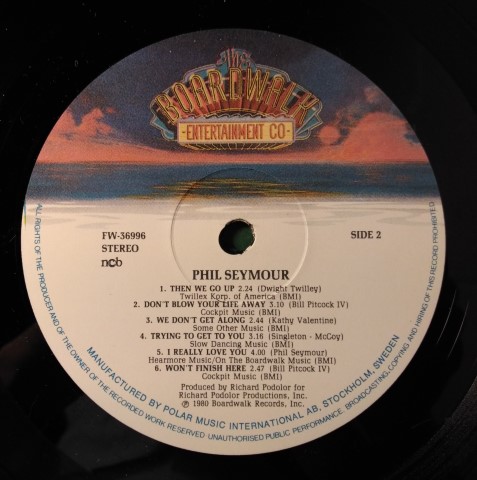 The
BOARDWALK
-ENTERTAINMENT CO-
FW-36996
STEREO
ncb
SIDE 2
PHIL SEYMOUR
1. THEN WE GO UP 2.24 (Dwight Twilley)
Twillex Korp. of America (BMI)
2. DON'T BLOW YOUR LIFE AWAY 3.10 (Bill Pitcock IV)
Cockpit Music (BMI)
3. WE DON'T GET ALONG 2.44 (Kathy Valentine)
Some Other Music (BMI)
4. TRYING TO GET TO YOU 3.16 (Singleton - McCoy)
Slow Dancing Music (BMI)
5. I REALLY LOVE YOU 4.00 (Phil Seymour)
Hearmore Music/On The Boardwalk Music (BMI)
6. WON'T FINISH HERE 2.47 (Bill Pitcock IV)
Cockpit Music (BMI)
Produced by Richard Podolor for
Richard Podolor Productions, Inc.
℗ 1980 Boardwalk Records, Inc.
MANUFACTURED BY POLAR MUSIC INTERNATIONAL AB, STOCKHOLM, SWEDEN
ALL RIGHTS OF THE PRODUCER AND OF THE OWNER OF THE RECORDED WORK RESERVED. UNAUTHORISED PUBLIC PERFORMANCE, BROADCASTING, COPYING AND HIRING OF THIS RECORD PROHIBITED.